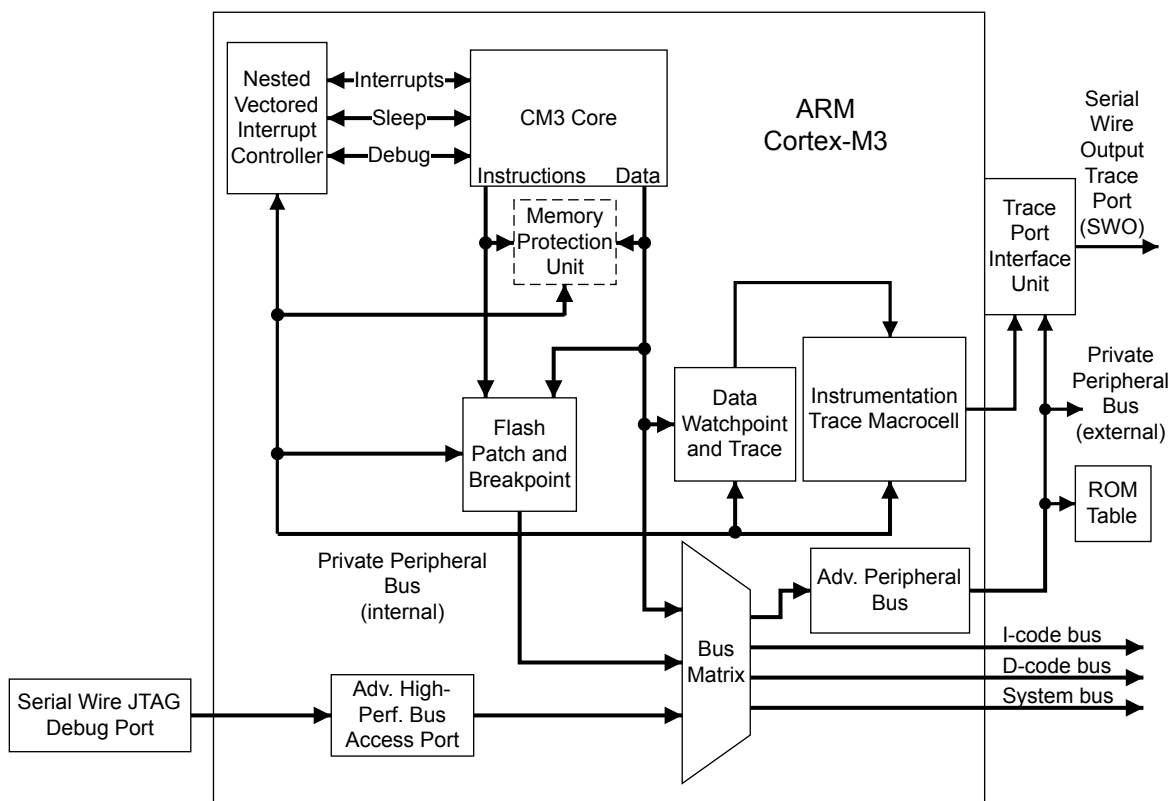 Nested
Vectored
Interrupt
Controller
Interrupts
Sleep
Debug
CM3 Core
Instructions
Data
ARM
Cortex-M3
Memory
Protection
Unit
Serial
Wire
Output
Trace
Port
(SWO)
Trace
Port
Interface
Unit
Flash
Patch and
Breakpoint
Data
Watchpoint
and Trace
Instrumentation
Trace Macrocell
Private
Peripheral
Bus
(external)
ROM
Table
Private Peripheral
Bus
(internal)
Adv. Peripheral
Bus
Bus
Matrix
I-code bus
D-code bus
System bus
Serial Wire JTAG
Debug Port
Adv. High-
Perf. Bus
Access Port